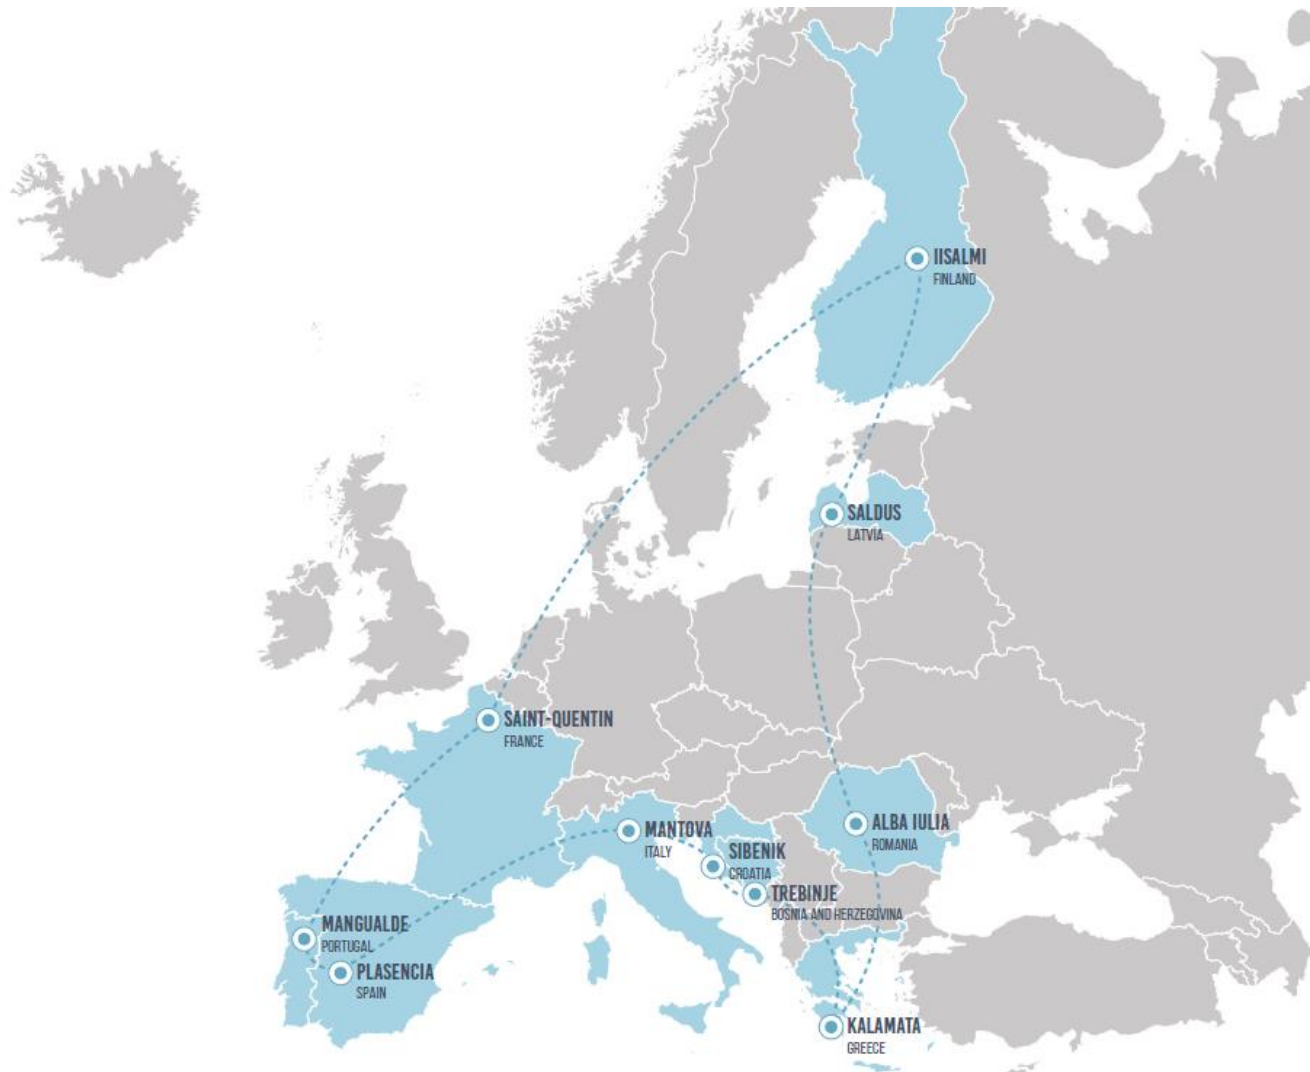 IISALMI
FINLAND
SALDUS
LATVIA
SAINT-QUENTIN
FRANCE
MANTOVA
ITALY
ALBA IULIA
ROMANIA
SIBENIK
CROATIA
TREBINJE
BOSNIA AND HERZEGOVINA
MANGUALDE
PORTUGAL
PLASENCIA
SPAIN
KALAMATA
GREECE